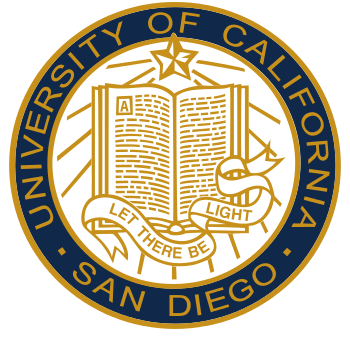 UNIVERSITY OF CALIFORNIA
· SAN DIEGO ·
A
LET THERE BE LIGHT